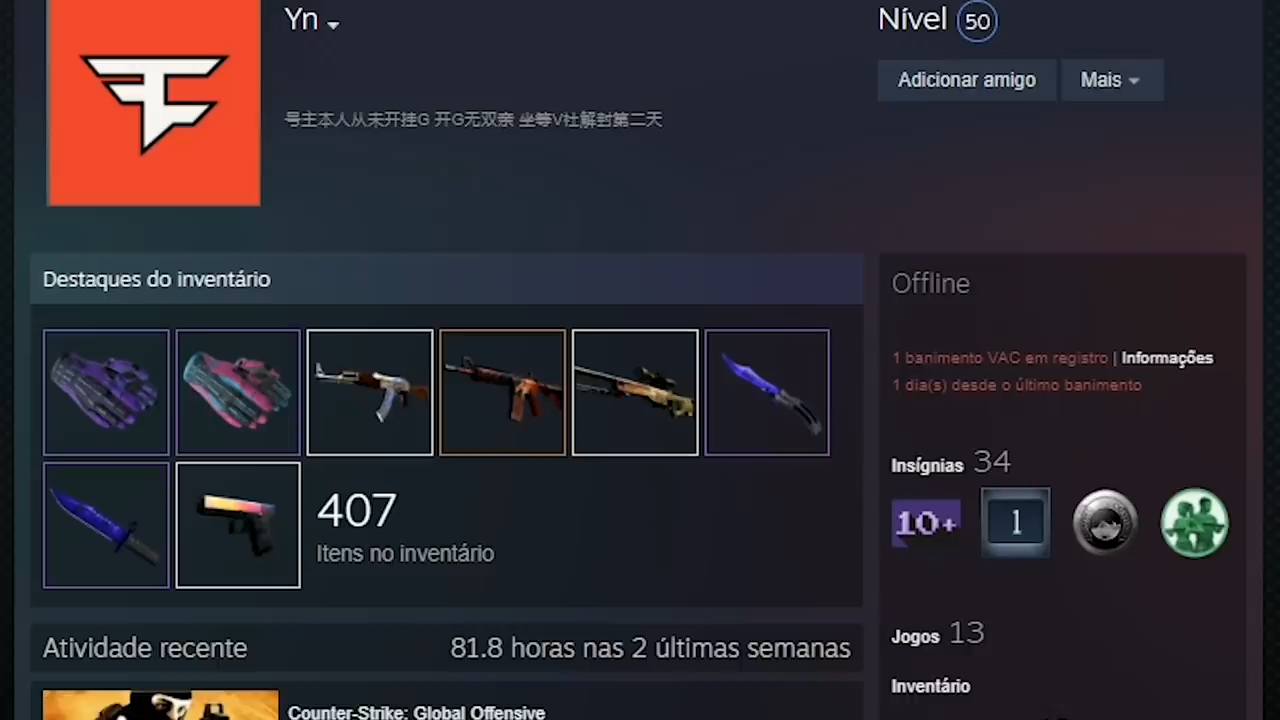 Yn
Nível 50
Adicionar amigo
Mais
号主本人从未开挂G 开G无双亲 坐等V社解封第二天
Destaques do inventário
Offline
1 banimento VAC em registro | Informações
1 dia(s) desde o último banimento
Insígnias 34
10+
1
407
Itens no inventário
Jogos 13
Atividade recente
81.8 horas nas 2 últimas semanas
Inventário
Counter-Strike: Global Offensive